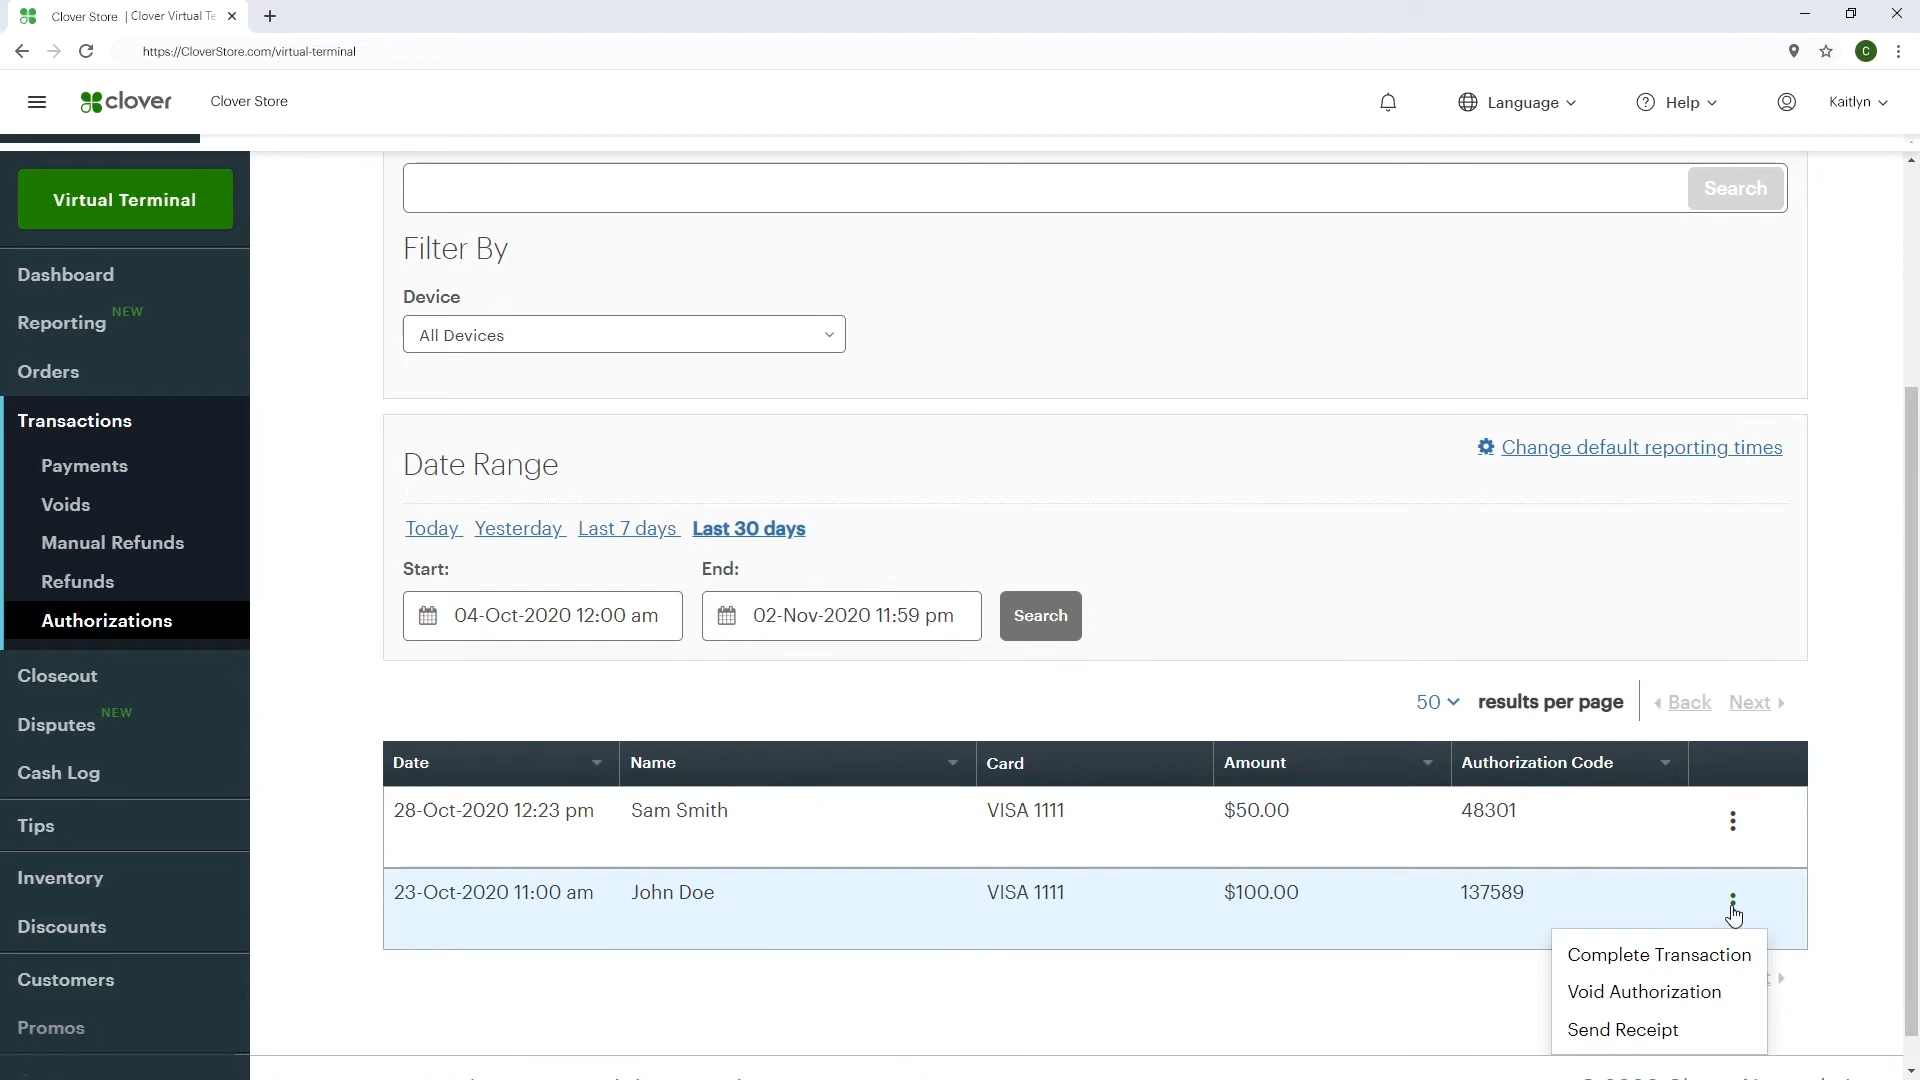 Clover Store | Clover Virtual Te
https://CloverStore.com/virtual-terminal
C
clover
Clover Store
Language
Help
Kaitlyn
Virtual Terminal
Dashboard
Reporting NEW
Orders
Transactions
Payments
Voids
Manual Refunds
Refunds
Authorizations
Closeout
Disputes NEW
Cash Log
Tips
Inventory
Discounts
Customers
Promos
Search
Filter By
Device
All Devices
Date Range
Change default reporting times
Today Yesterday Last 7 days Last 30 days
Start: End:
04-Oct-2020 12:00 am 02-Nov-2020 11:59 pm Search
50 results per page Back Next
Date Name Card Amount Authorization Code
28-Oct-2020 12:23 pm Sam Smith VISA 1111 $50.00 48301
23-Oct-2020 11:00 am John Doe VISA 1111 $100.00 137589
Complete Transaction
Void Authorization
Send Receipt